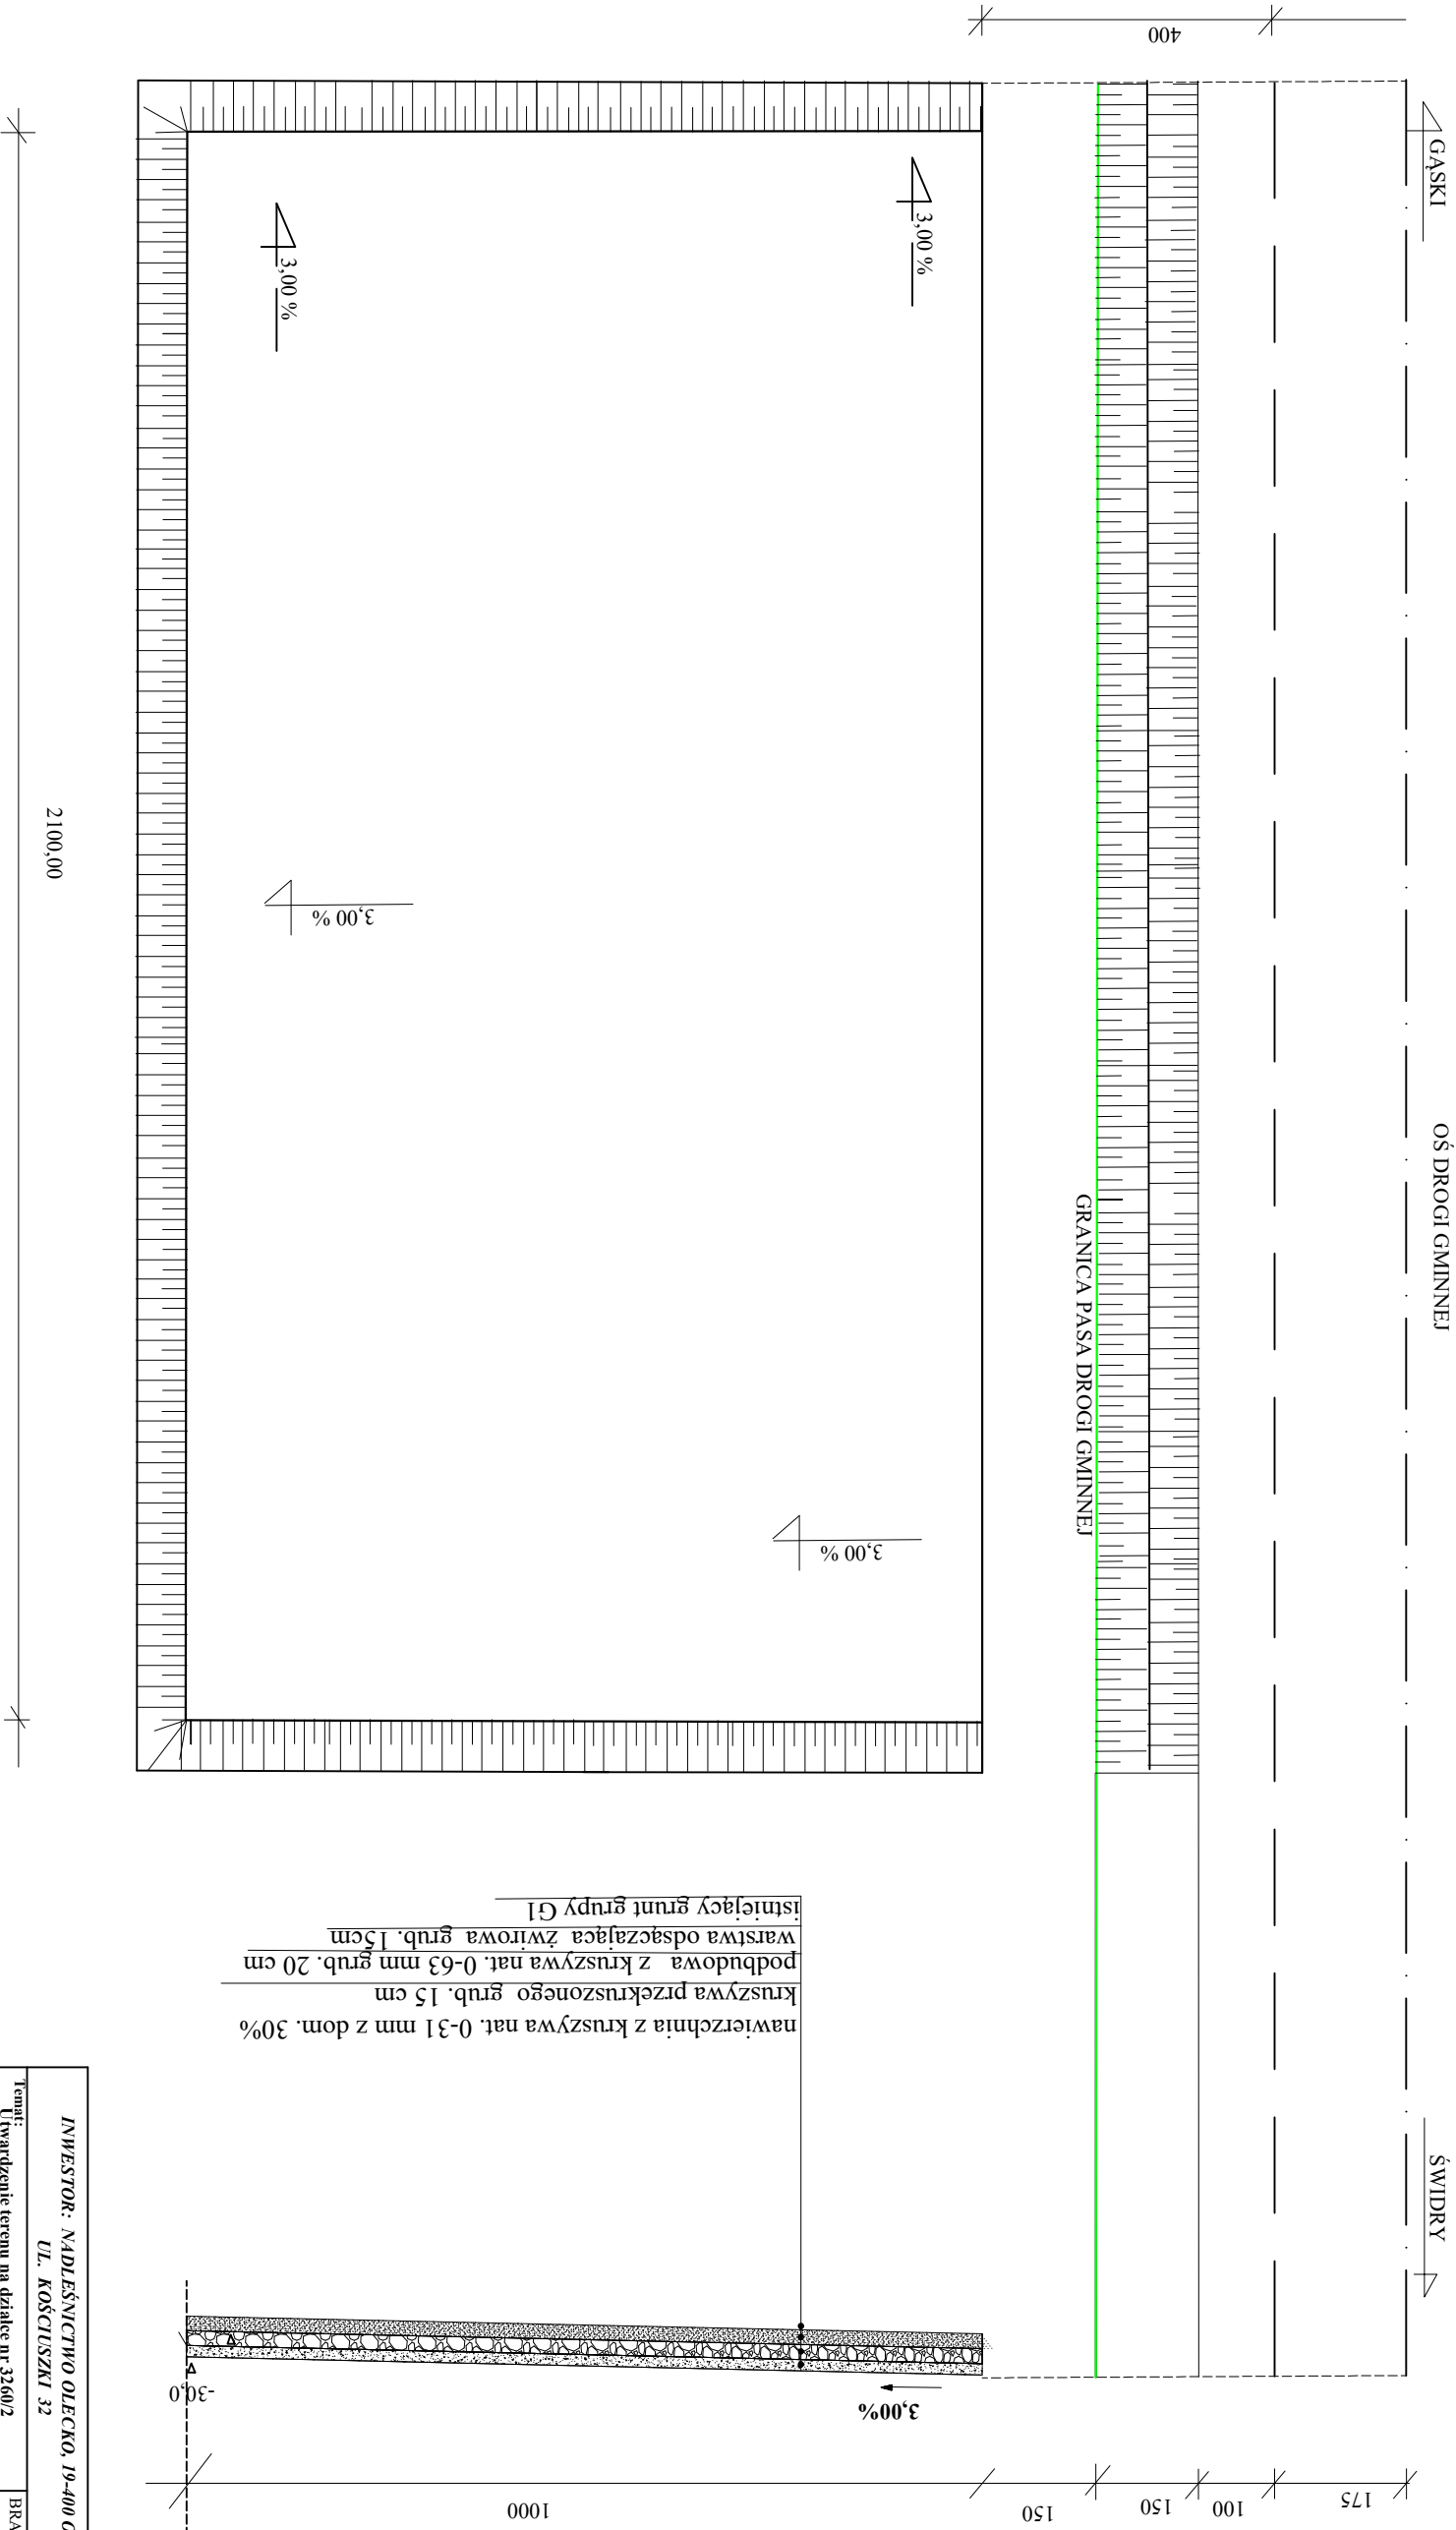 400
GĄSKI
OŚ DROGI GMINNEJ
ŚWIDRY
3,00 %
3,00 %
3,00 %
3,00 %
GRANICA PASA DROGI GMINNEJ
2100,00
istniejący grunt grupy G1
warstwa odsączająca żwirowa grub. 15cm
podbudowa z kruszywa nat. 0-63 mm grub. 20 cm
kruszywa przekruszonego grub. 15 cm
nawierzchnia z kruszywa nat. 0-31 mm z dom. 30%
-30,0
3,00%
1000
150
150
100
175
INWESTOR: NADLEŚNICTWO OLECKO, 19-400
UL. KOŚCIUSZKI 32
Temat:
Utwardzenie terenu na działce nr 3260/2
BRA